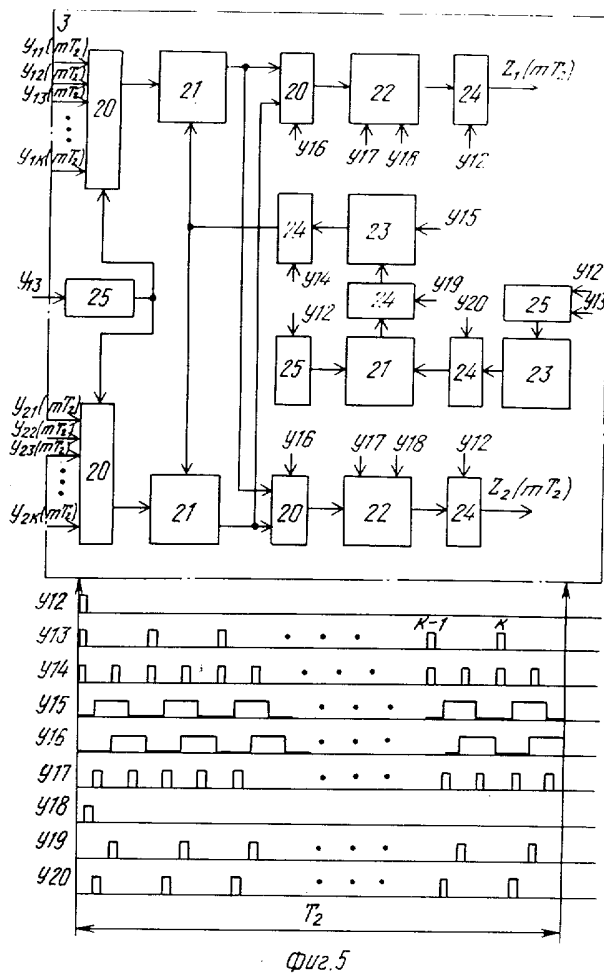 3
y11(mT2)
y12(mT2)
y13(mT2)
20
21
20
22
24
Z1(mT2)
y16
y17
y18
y12
y1к(mT2)
24
23
y15
y14
y13
25
24
y19
y12
y20
25
y12
y13
25
21
24
23
y21(mT2)
y22(mT2)
y23(mT2)
y16
y17
y18
y12
20
21
20
22
24
Z2(mT2)
y2к(mT2)
y12
y13
к-1
к
y14
y15
y16
y17
y18
y19
y20
T2
Фиг.5